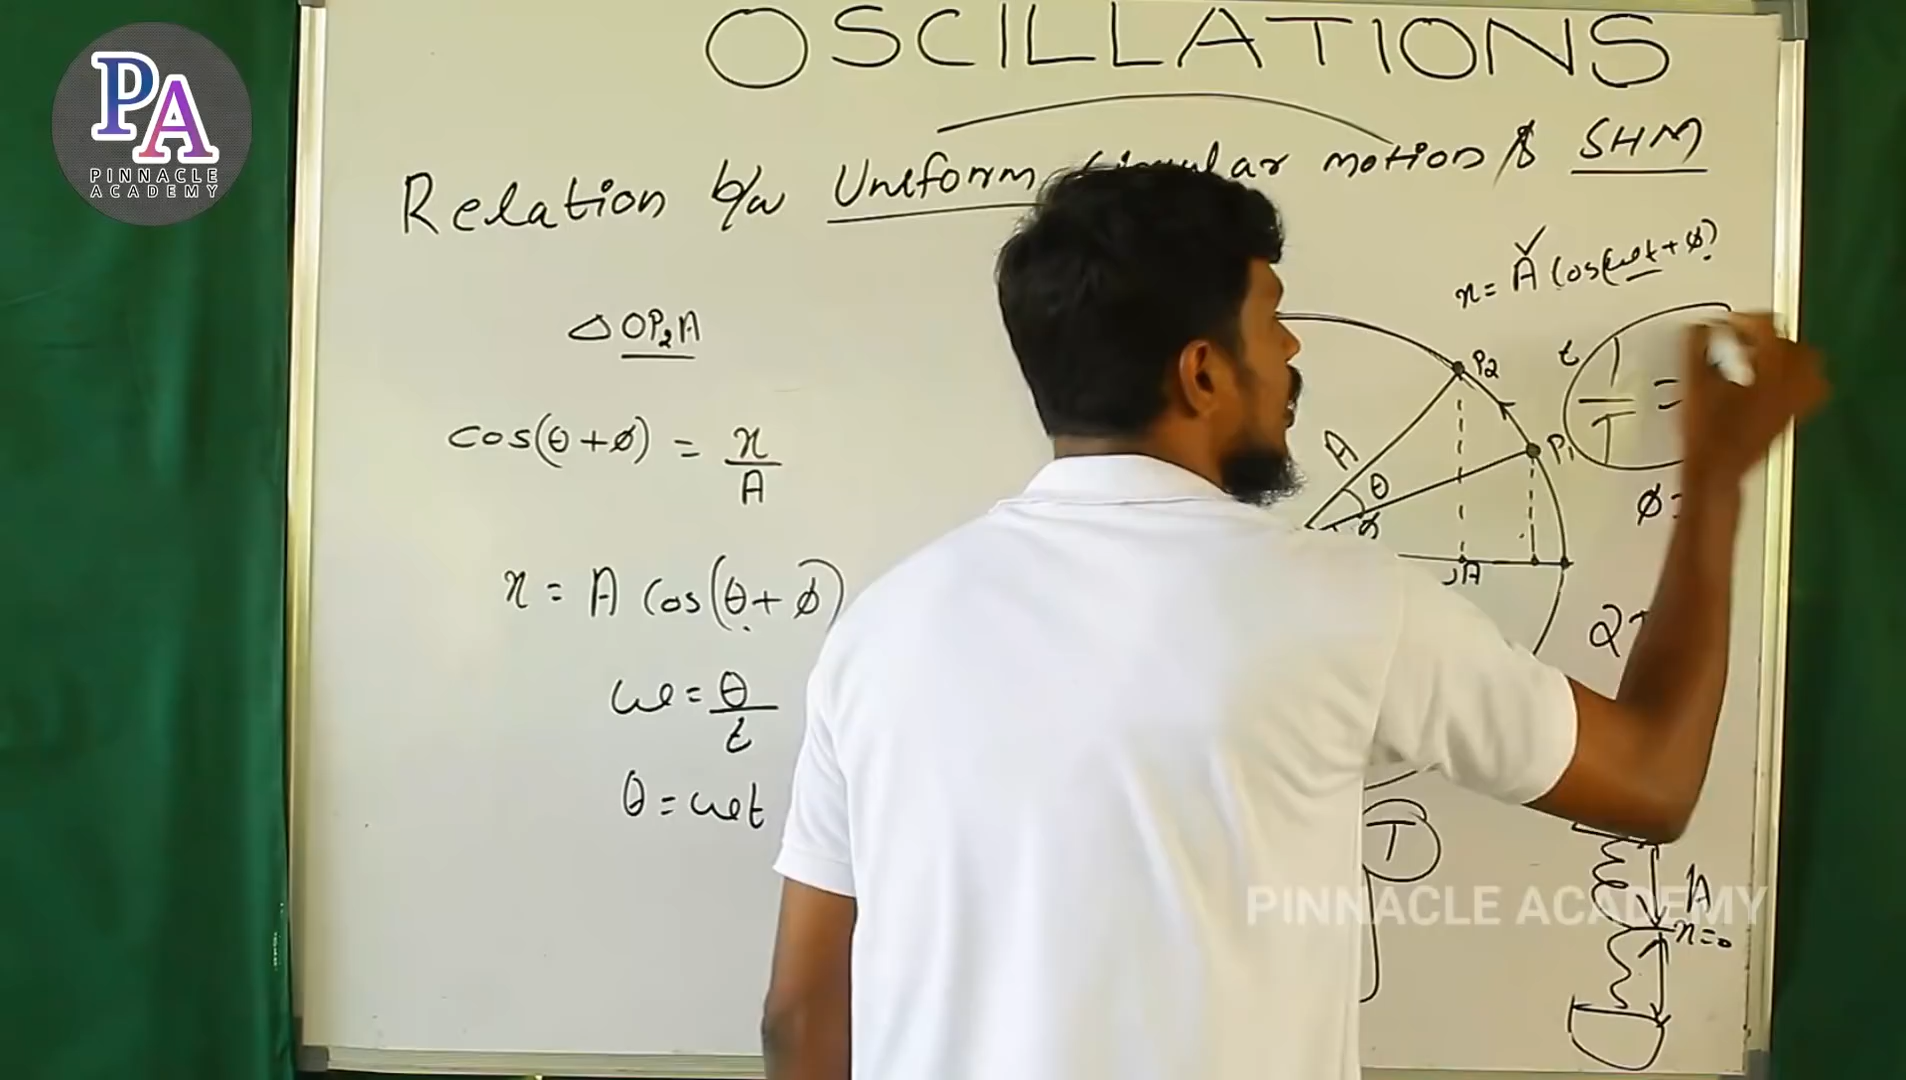 PA
PINNACLE
ACADEMY
OSCILLATIONS
Relation b/w Uniform motion & SHM
x = A cos(ωt + ϕ)
△ OP₂A
cos(θ+ϕ) = x/A
x = A cos(θ+ϕ)
ω = θ/t
θ = ωt
P₂
P₁
A
θ
ϕ
A
t
1/T =
ϕ =
T
A
x=0
PINNACLE ACADEMY